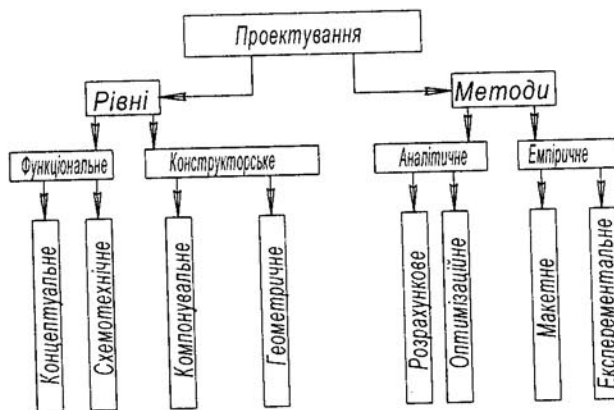 Проектування
Рівні
Методи
Функціональне
Конструкторське
Аналітичне
Емпіричне
Концептуальне
Схемотехнічне
Компонувальне
Геометричне
Розрахункове
Оптимізаційне
Макетне
Експерементальне